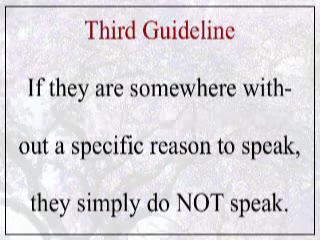 Third Guideline
If they are somewhere with-
out a specific reason to speak,
they simply do NOT speak.